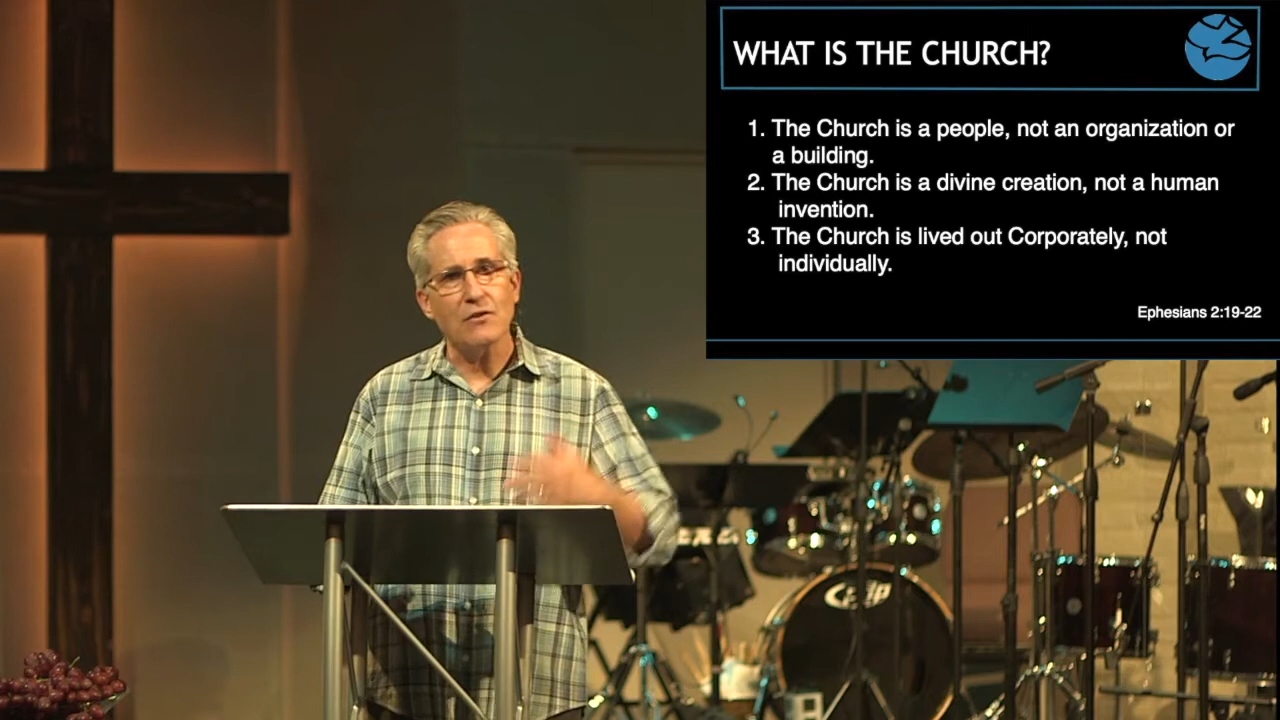 WHAT IS THE CHURCH?
1. The Church is a people, not an organization or
a building.
2. The Church is a divine creation, not a human
invention.
3. The Church is lived out Corporately, not
individually.
Ephesians 2:19-22
pdp